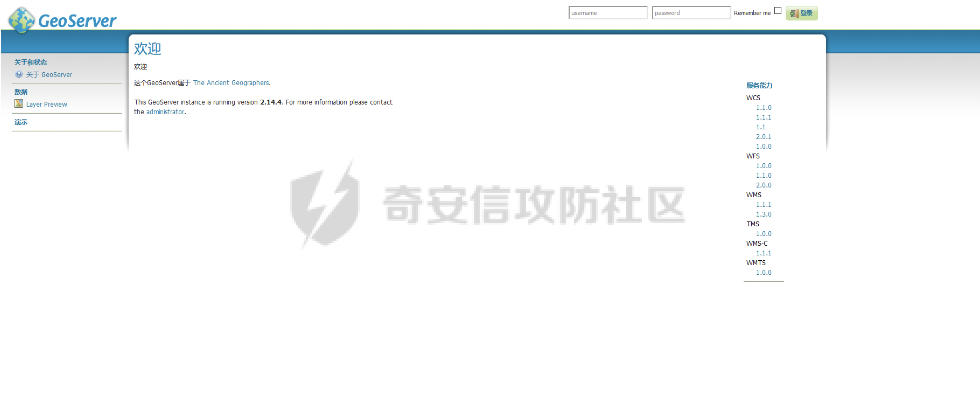 GeoServer
username
password
Remember me
登录
关于和状态
关于 GeoServer
数据
Layer Preview
演示
欢迎
欢迎
这个GeoServer属于 The Ancient Geographers.
This GeoServer instance is running version 2.14.4. For more information please contact
the administrator.
服务能力
WCS
1.1.0
1.1.1
1.1
2.0.1
1.0.0
WFS
1.0.0
1.1.0
2.0.0
WMS
1.1.1
1.3.0
TMS
1.0.0
WMS-C
1.1.1
WMTS
1.0.0
奇安信攻防社区